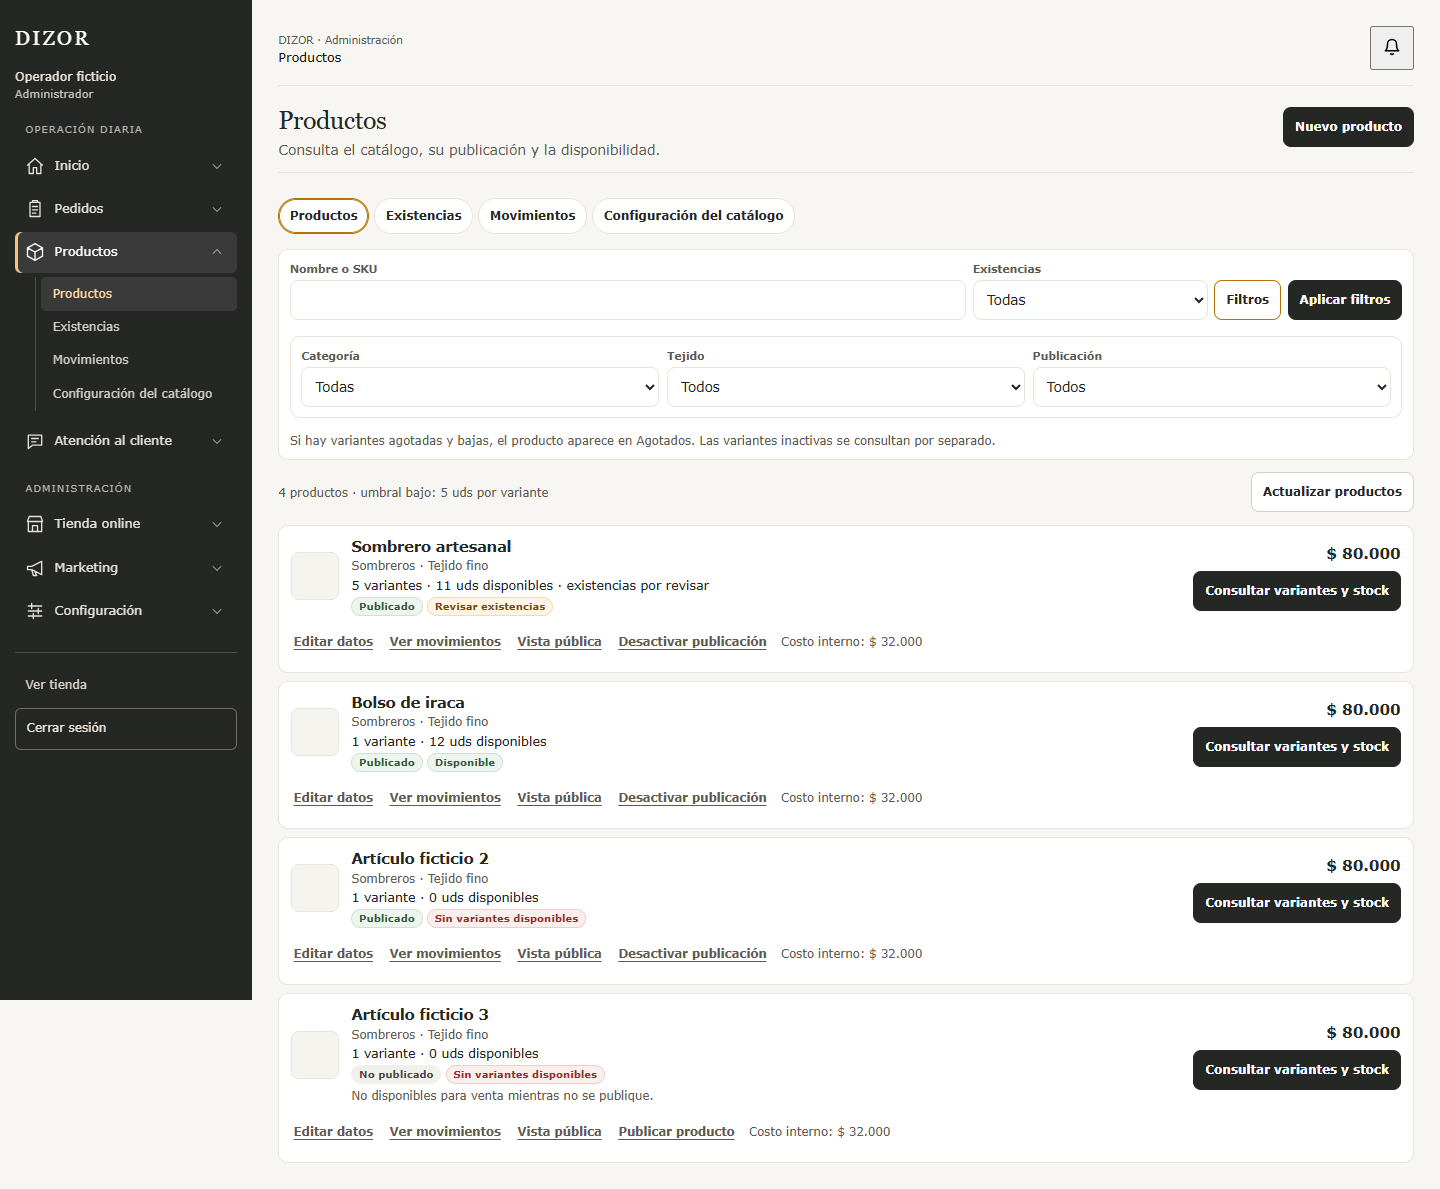 DIZOR
Operador ficticio
Administrador
OPERACIÓN DIARIA
Inicio
Pedidos
Productos
Productos
Existencias
Movimientos
Configuración del catálogo
Atención al cliente
ADMINISTRACIÓN
Tienda online
Marketing
Configuración
Ver tienda
Cerrar sesión
DIZOR · Administración
Productos
Productos
Consulta el catálogo, su publicación y la disponibilidad.
Nuevo producto
Productos Existencias Movimientos Configuración del catálogo
Nombre o SKU Existencias
Todas Filtros Aplicar filtros
Categoría Tejido Publicación
Todas Todos Todos
Si hay variantes agotadas y bajas, el producto aparece en Agotados. Las variantes inactivas se consultan por separado.
4 productos · umbral bajo: 5 uds por variante Actualizar productos
Sombrero artesanal
Sombreros · Tejido fino
5 variantes · 11 uds disponibles · existencias por revisar
Publicado Revisar existencias
$ 80.000
Consultar variantes y stock
Editar datos Ver movimientos Vista pública Desactivar publicación Costo interno: $ 32.000
Bolso de iraca
Sombreros · Tejido fino
1 variante · 12 uds disponibles
Publicado Disponible
$ 80.000
Consultar variantes y stock
Editar datos Ver movimientos Vista pública Desactivar publicación Costo interno: $ 32.000
Artículo ficticio 2
Sombreros · Tejido fino
1 variante · 0 uds disponibles
Publicado Sin variantes disponibles
$ 80.000
Consultar variantes y stock
Editar datos Ver movimientos Vista pública Desactivar publicación Costo interno: $ 32.000
Artículo ficticio 3
Sombreros · Tejido fino
1 variante · 0 uds disponibles
No publicado Sin variantes disponibles
No disponibles para venta mientras no se publique.
$ 80.000
Consultar variantes y stock
Editar datos Ver movimientos Vista pública Publicar producto Costo interno: $ 32.000